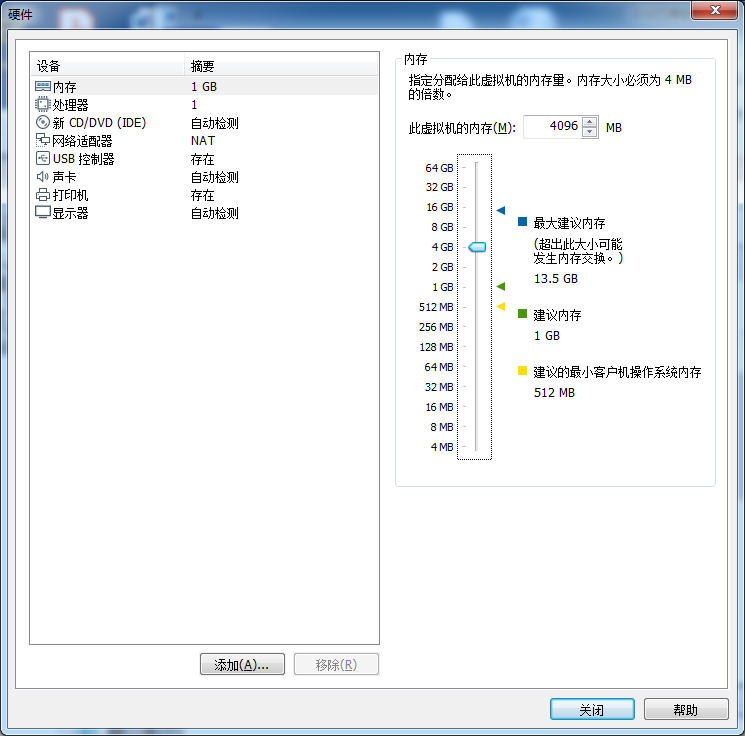 硬件
设备 摘要
内存 1 GB
处理器 1
新 CD/DVD (IDE) 自动检测
网络适配器 NAT
USB 控制器 存在
声卡 自动检测
打印机 存在
显示器 自动检测
添加(A)... 移除(R)
内存
指定分配给此虚拟机的内存量。内存大小必须为 4 MB
的倍数。
此虚拟机的内存(M): 4096 MB
64 GB
32 GB
16 GB
8 GB
4 GB
2 GB
1 GB
512 MB
256 MB
128 MB
64 MB
32 MB
16 MB
8 MB
4 MB
最大建议内存
(超出此大小可能
发生内存交换。)
13.5 GB
建议内存
1 GB
建议的最小客户机操作系统内存
512 MB
关闭 帮助